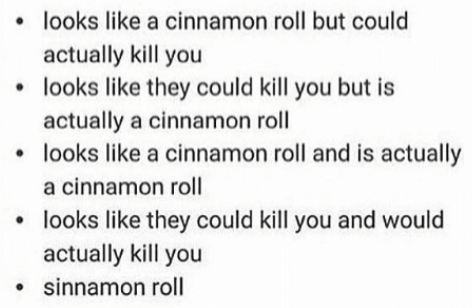 • looks like a cinnamon roll but could
actually kill you
• looks like they could kill you but is
actually a cinnamon roll
• looks like a cinnamon roll and is actually
a cinnamon roll
• looks like they could kill you and would
actually kill you
• sinnamon roll